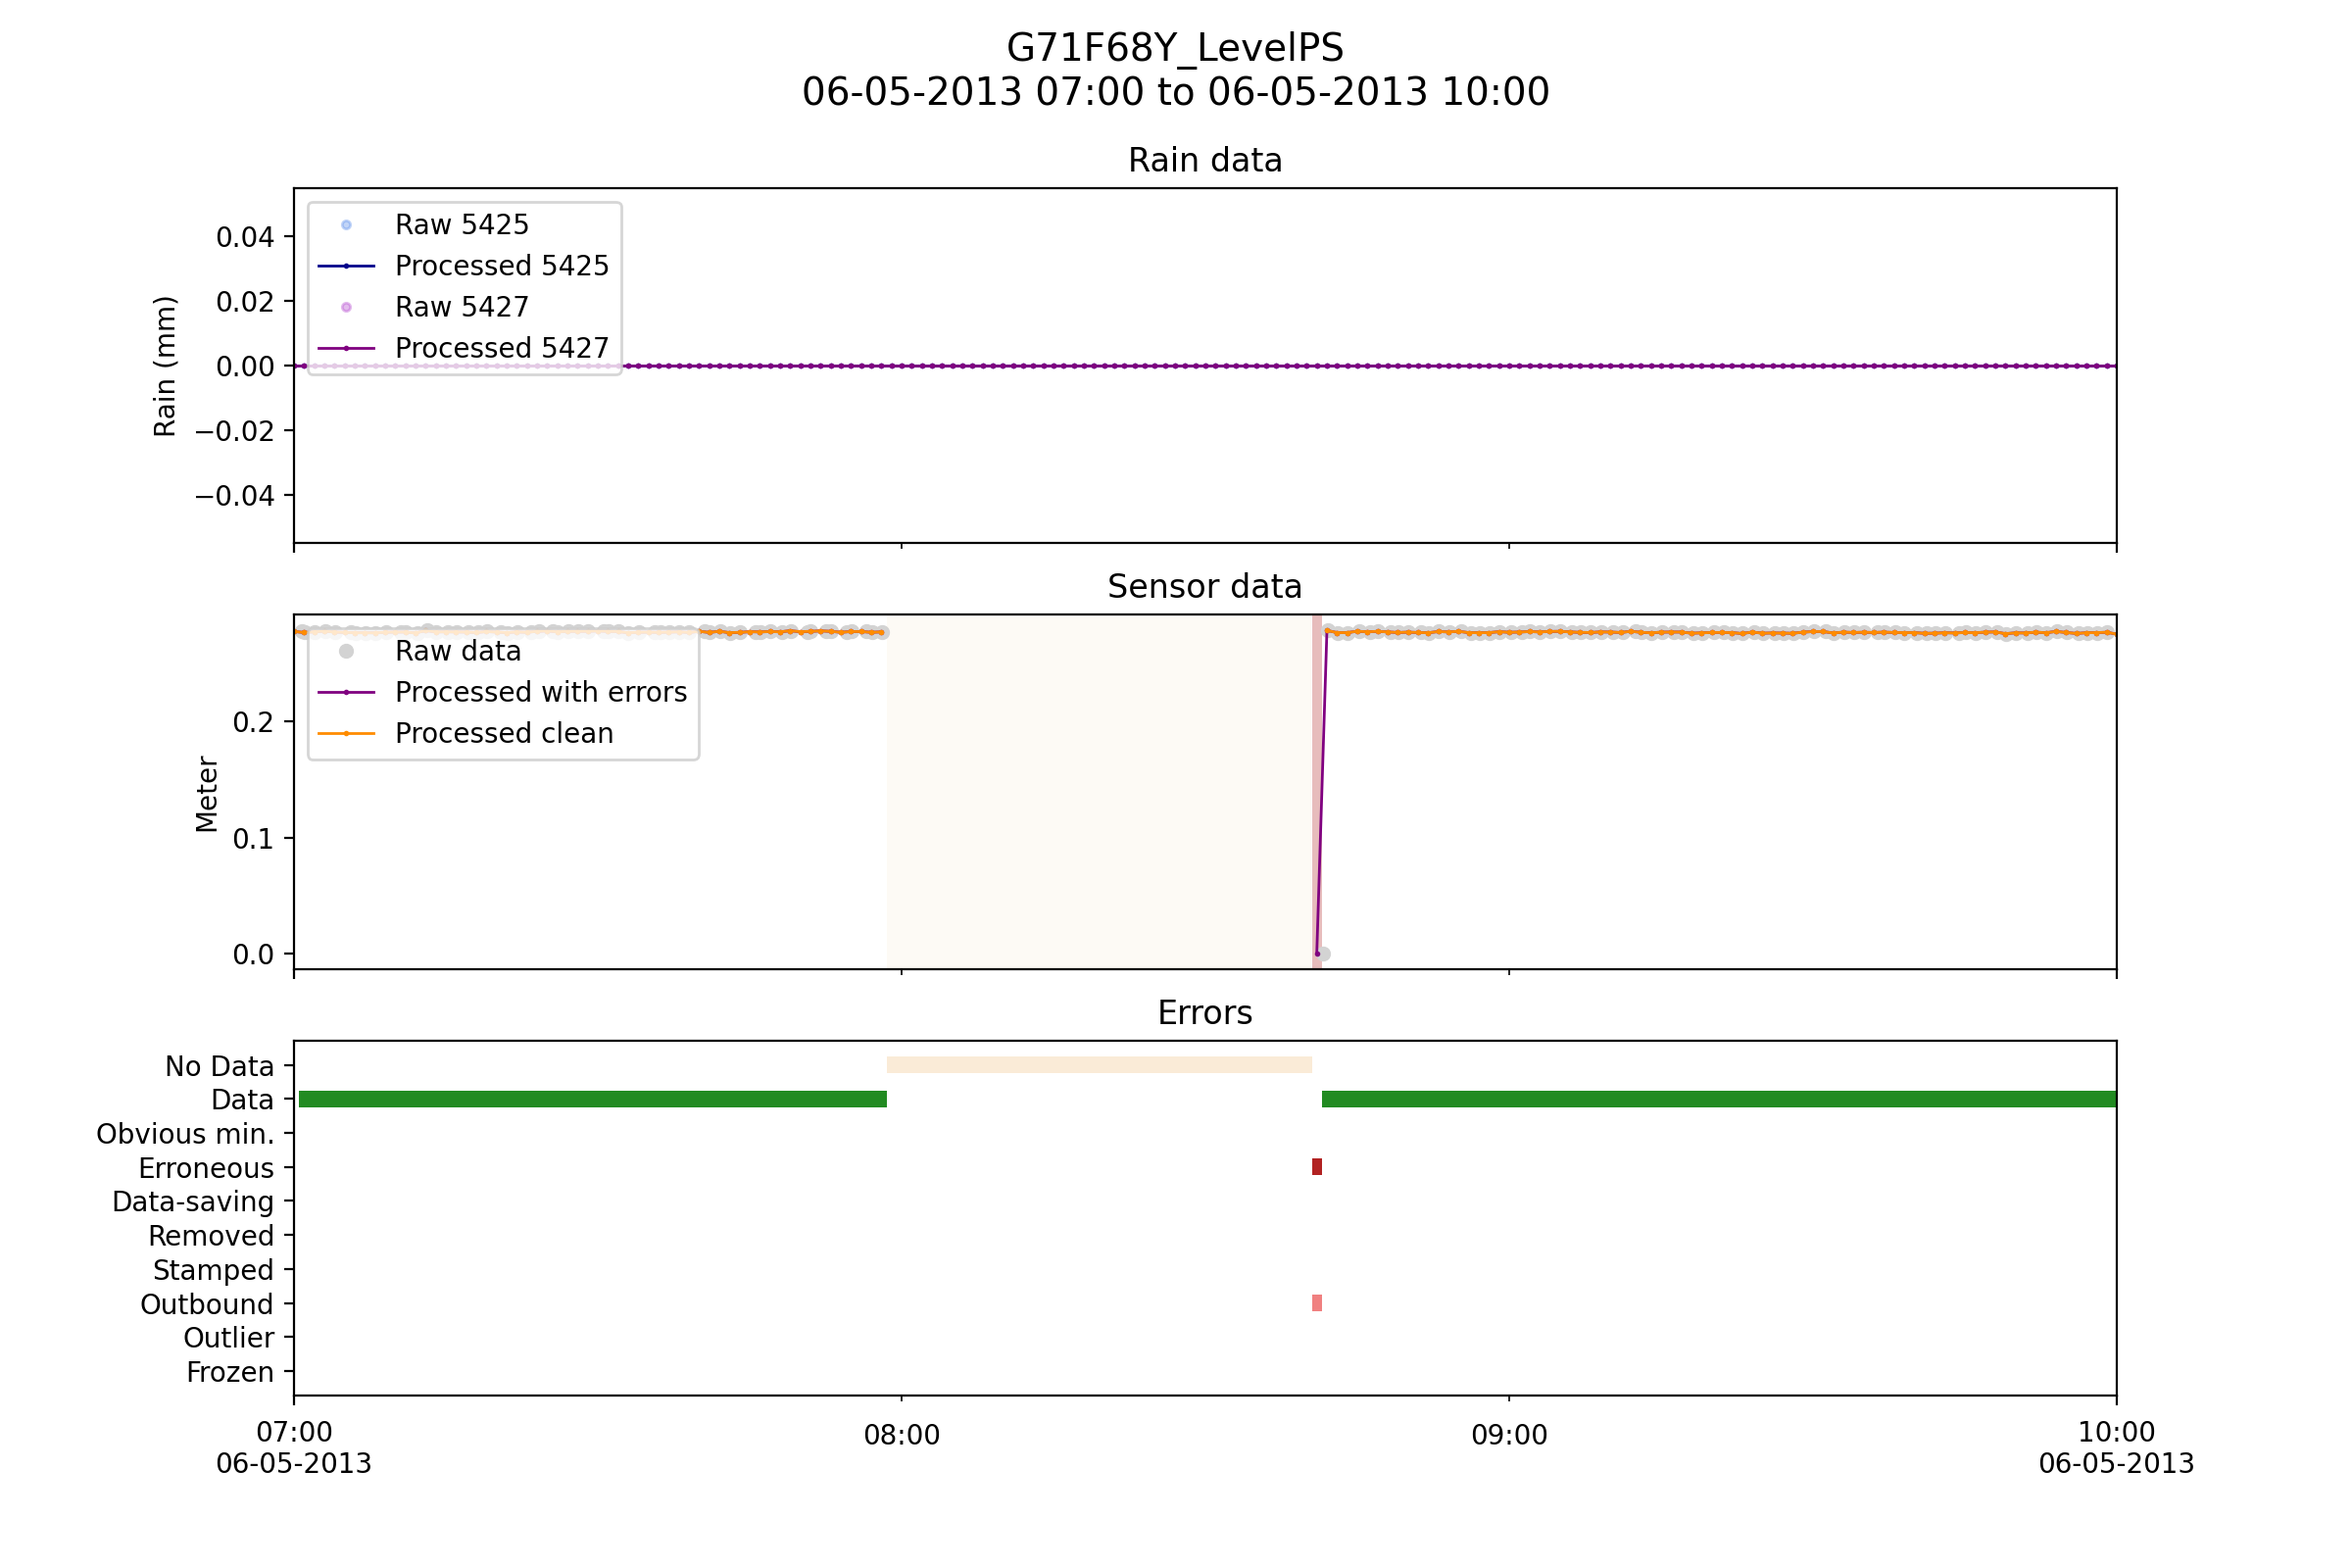 G71F68Y_LevelPS
06-05-2013 07:00 to 06-05-2013 10:00
Rain data
Rain (mm)
0.04
0.02
0.00
−0.02
−0.04
Raw 5425
Processed 5425
Raw 5427
Processed 5427
Sensor data
Meter
0.2
0.1
0.0
Raw data
Processed with errors
Processed clean
Errors
No Data
Data
Obvious min.
Erroneous
Data-saving
Removed
Stamped
Outbound
Outlier
Frozen
07:00
06-05-2013
08:00
09:00
10:00
06-05-2013